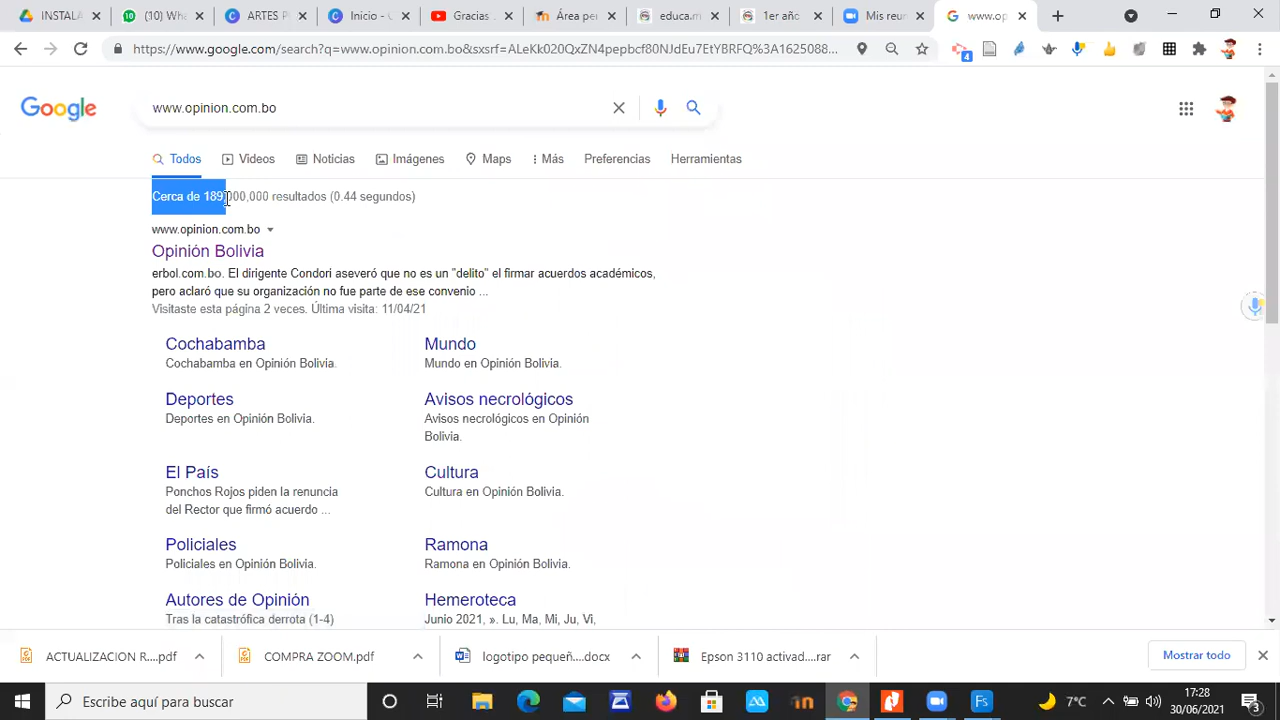 INSTALA
(10) Wha
ARTES P
Inicio - C
Gracias
Área per
educa.m
1er año
Mis reu
www.op
https://www.google.com/search?q=www.opinion.com.bo&sxsrf=ALeKk020QxZN4pepbcf80NJdEu7EtYBRFQ%3A1625088...
4
Google
www.opinion.com.bo
Todos
Videos
Noticias
Imágenes
Maps
Más
Preferencias
Herramientas
Cerca de 189,000,000 resultados (0.44 segundos)
www.opinion.com.bo
Opinión Bolivia
erbol.com.bo. El dirigente Condori aseveró que no es un "delito" el firmar acuerdos académicos,
pero aclaró que su organización no fue parte de ese convenio ...
Visitaste esta página 2 veces. Última visita: 11/04/21
Cochabamba
Cochabamba en Opinión Bolivia.
Mundo
Mundo en Opinión Bolivia.
Deportes
Deportes en Opinión Bolivia.
Avisos necrológicos
Avisos necrológicos en Opinión
Bolivia.
El País
Ponchos Rojos piden la renuncia
del Rector que firmó acuerdo ...
Cultura
Cultura en Opinión Bolivia.
Policiales
Policiales en Opinión Bolivia.
Ramona
Ramona en Opinión Bolivia.
Autores de Opinión
Tras la catastrófica derrota (1-4)
Hemeroteca
Junio 2021, ». Lu, Ma, Mi, Ju, Vi,
ACTUALIZACION R....pdf
COMPRA ZOOM.pdf
logotipo pequeñ....docx
Epson 3110 activad....rar
Mostrar todo
Escribe aquí para buscar
Fs
7°C
17:28
30/06/2021
3